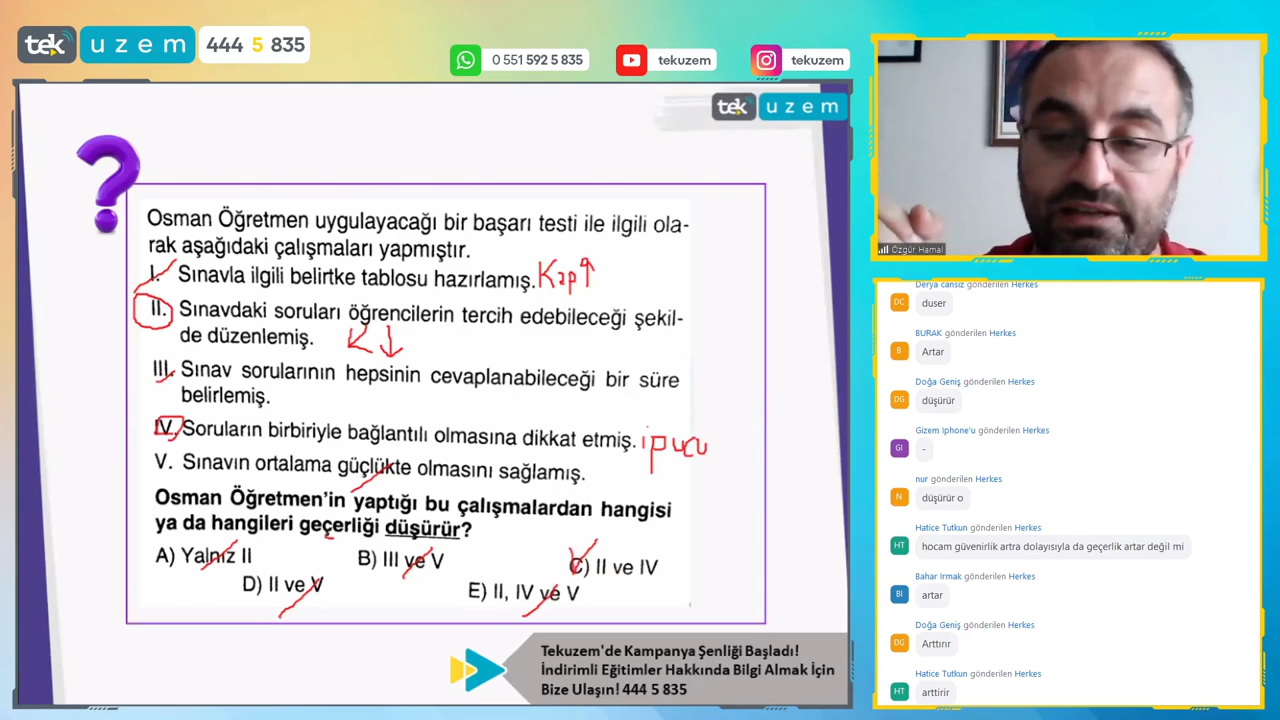 tek uzem 444 5 835
0 551 592 5 835 tekuzem tekuzem
tek uzem
Osman Öğretmen uygulayacağı bir başarı testi ile ilgili ola-
rak aşağıdaki çalışmaları yapmıştır.
I. Sınavla ilgili belirtke tablosu hazırlamış. Kap
II. Sınavdaki soruları öğrencilerin tercih edebileceği şekil-
de düzenlemiş.
III. Sınav sorularının hepsinin cevaplanabileceği bir süre
belirlemiş.
IV. Soruların birbiriyle bağlantılı olmasına dikkat etmiş. ipucu
V. Sınavın ortalama güçlükte olmasını sağlamış.
Osman Öğretmen'in yaptığı bu çalışmalardan hangisi
ya da hangileri geçerliği düşürür?
A) Yalnız II B) III ve V C) II ve IV
D) II ve V E) II, IV ve V
Tekuzem'de Kampanya Şenliği Başladı!
İndirimli Eğitimler Hakkında Bilgi Almak İçin
Bize Ulaşın! 444 5 835
Özgür Hamal
Derya cansız gönderilen Herkes
DC duser
BURAK gönderilen Herkes
B Artar
Doğa Geniş gönderilen Herkes
DG düşürür
Gizem Iphone'u gönderilen Herkes
GI -
nur gönderilen Herkes
N düşürür o
Hatice Tutkun gönderilen Herkes
HT hocam güvenirlik artra dolayısıyla da geçerlik artar değil mi
Bahar Irmak gönderilen Herkes
BI artar
Doğa Geniş gönderilen Herkes
DG Arttırır
Hatice Tutkun gönderilen Herkes
HT arttirir